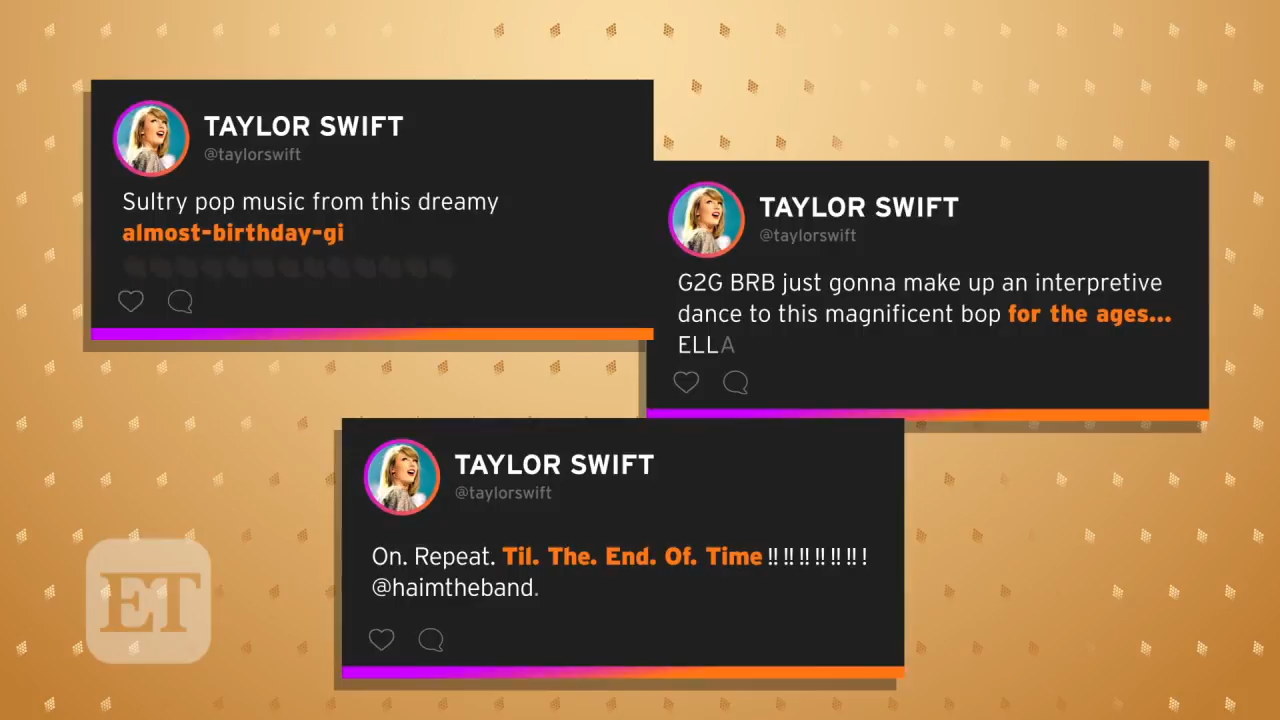 TAYLOR SWIFT
@taylorswift
Sultry pop music from this dreamy
almost-birthday-gi
TAYLOR SWIFT
@taylorswift
G2G BRB just gonna make up an interpretive
dance to this magnificent bop for the ages...
ELLA
TAYLOR SWIFT
@taylorswift
On. Repeat. Til. The. End. Of. Time!!!!!!!!!!!!!
@haimtheband.
ET